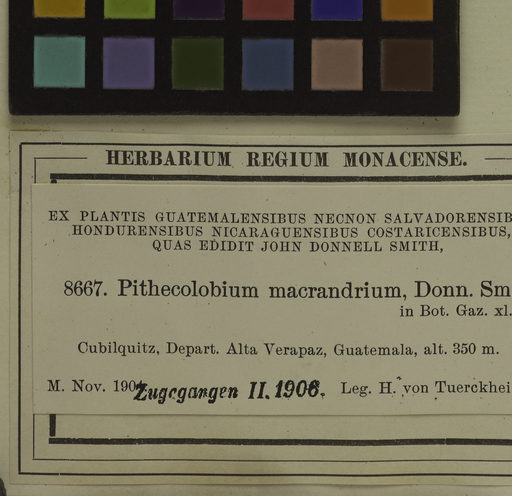 HERBARIUM REGIUM MONACENSE.
EX PLANTIS GUATEMALENSIBUS NECNON SALVADORENSIB
HONDURENSIBUS NICARAGUENSIBUS COSTARICENSIBUS,
QUAS EDIDIT JOHN DONNELL SMITH,
8667. Pithecolobium macrandrium, Donn. Sm
in Bot. Gaz. xl.
Cubilquitz, Depart. Alta Verapaz, Guatemala, alt. 350 m.
M. Nov. 190 Zugegangen II. 1906. Leg. H. von Tuerckhei